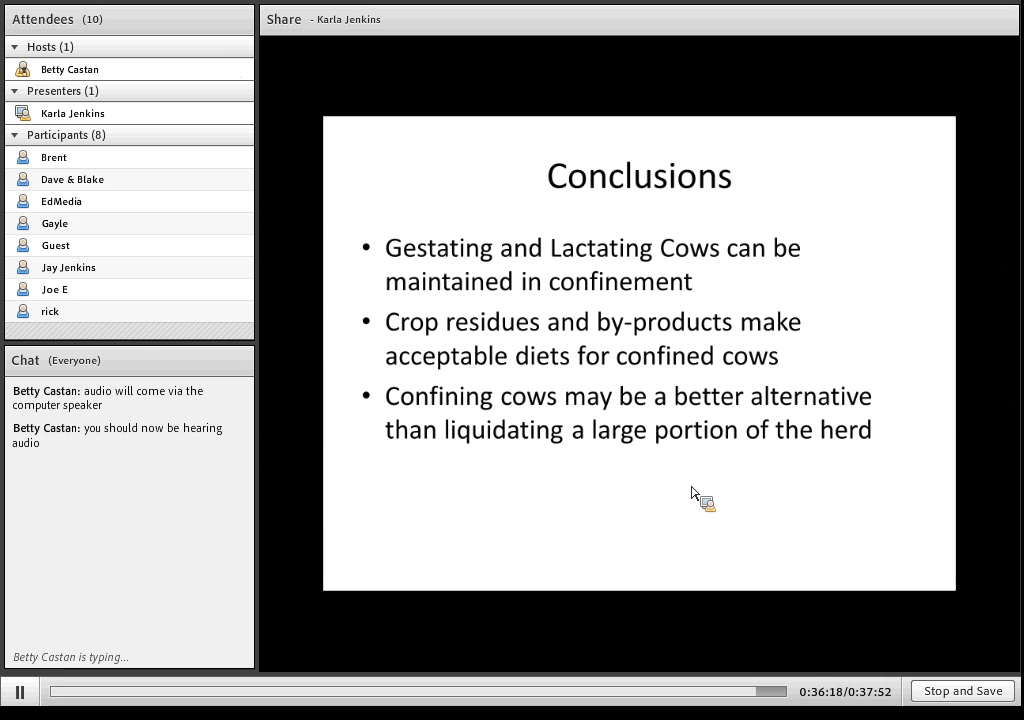 Attendees (10)
Hosts (1)
Betty Castan
Presenters (1)
Karla Jenkins
Participants (8)
Brent
Dave & Blake
EdMedia
Gayle
Guest
Jay Jenkins
Joe E
rick
Chat (Everyone)
Betty Castan: audio will come via the
computer speaker
Betty Castan: you should now be hearing
audio
Betty Castan is typing...
Share - Karla Jenkins
Conclusions
• Gestating and Lactating Cows can be
maintained in confinement
• Crop residues and by-products make
acceptable diets for confined cows
• Confining cows may be a better alternative
than liquidating a large portion of the herd
0:36:18/0:37:52
Stop and Save